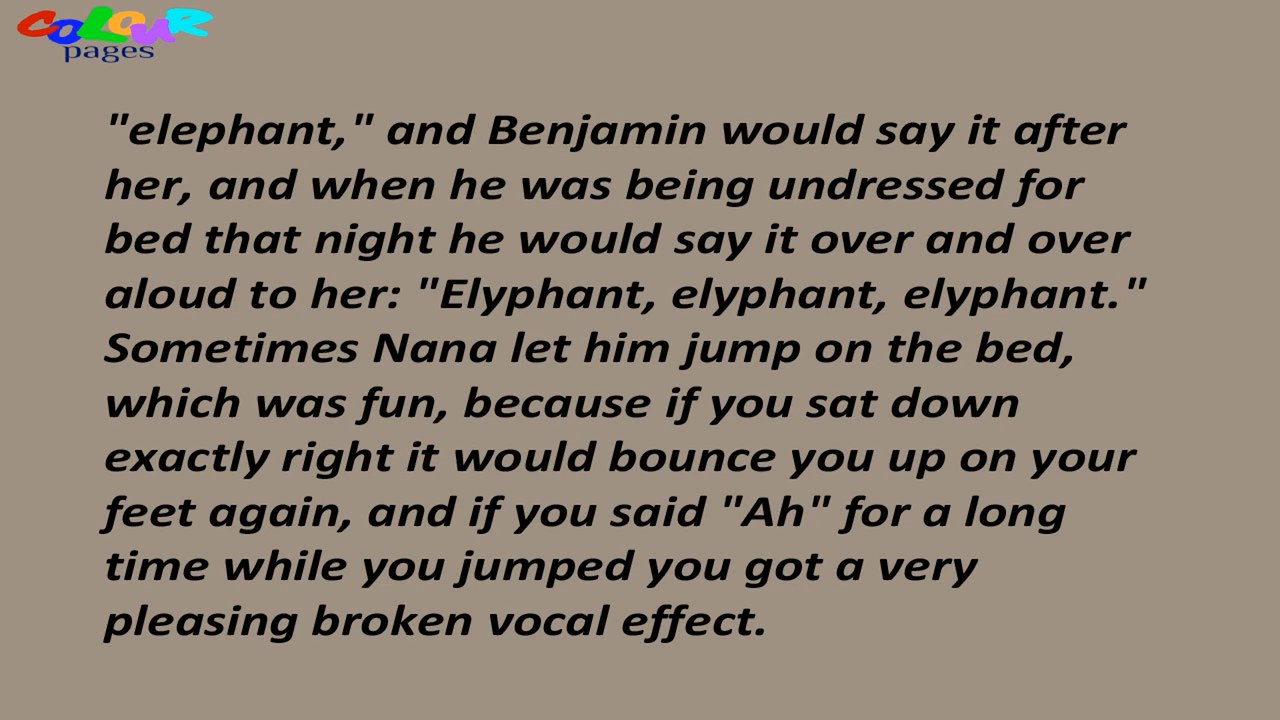 COLOUR
pages
"elephant," and Benjamin would say it after
her, and when he was being undressed for
bed that night he would say it over and over
aloud to her: "Elyphant, elyphant, elyphant."
Sometimes Nana let him jump on the bed,
which was fun, because if you sat down
exactly right it would bounce you up on your
feet again, and if you said "Ah" for a long
time while you jumped you got a very
pleasing broken vocal effect.